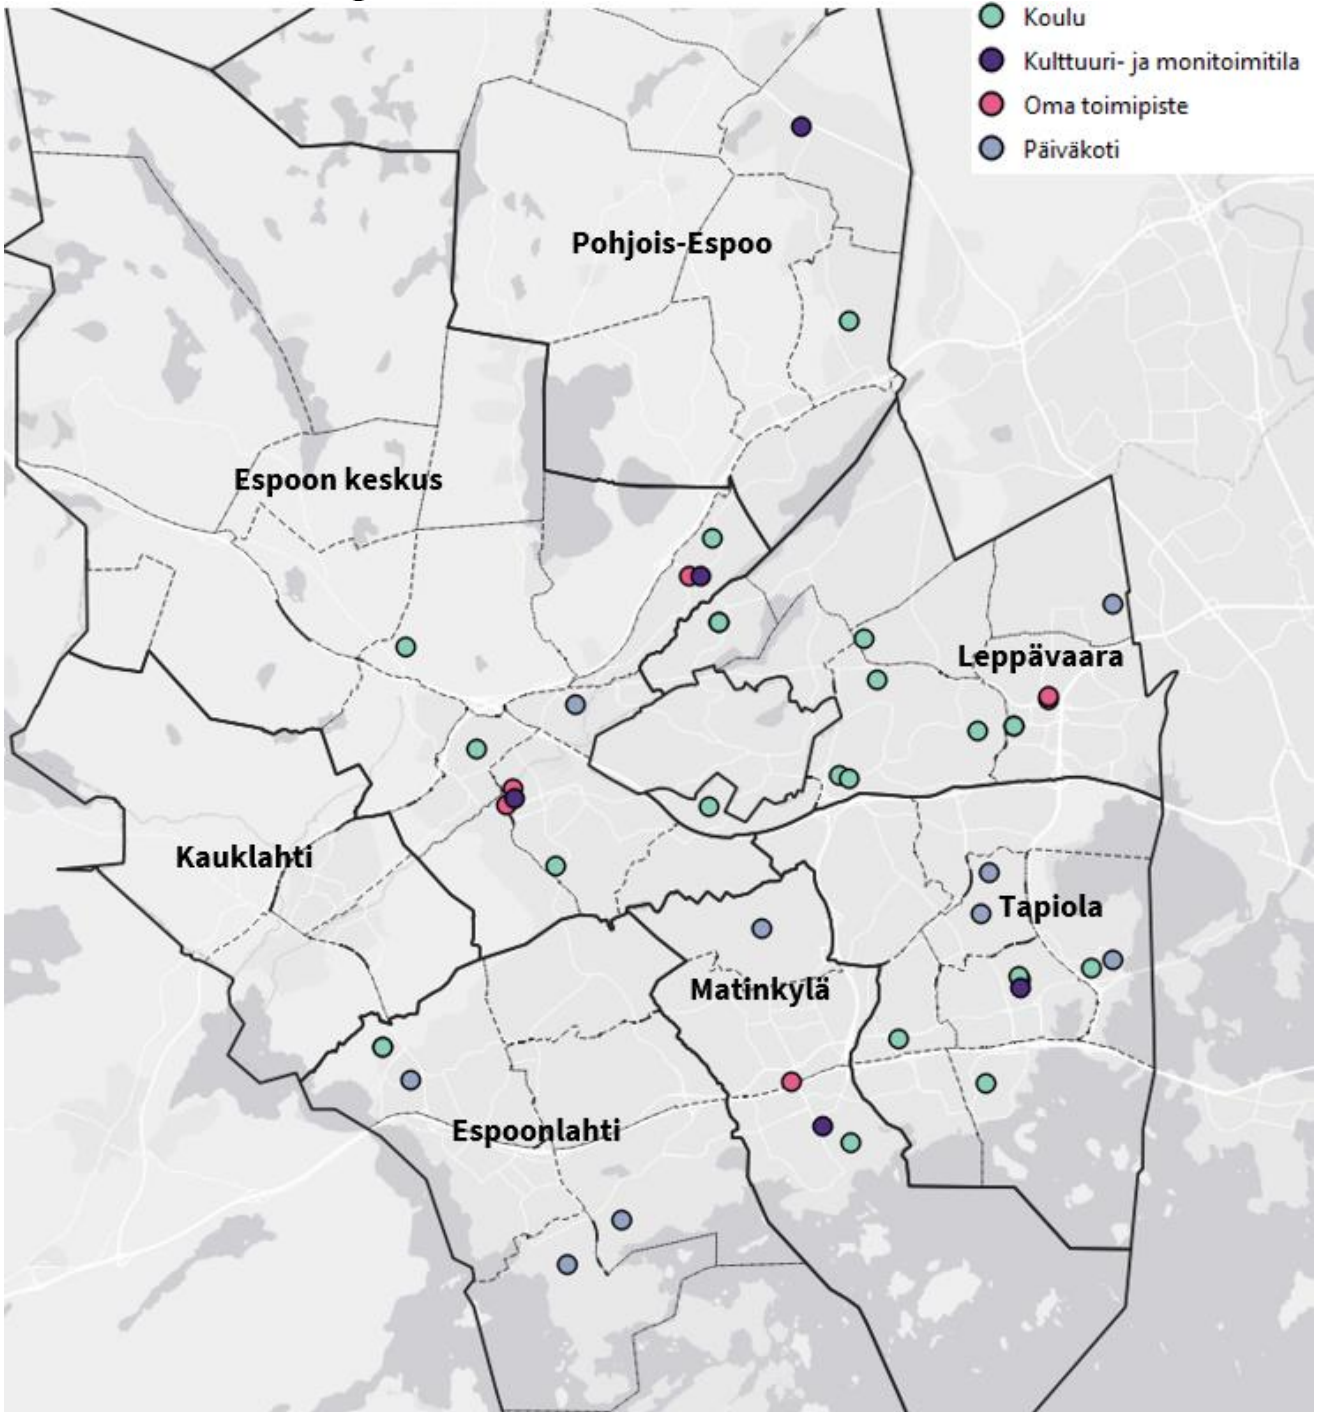 Koulu
Kulttuuri- ja monitoimitila
Oma toimipiste
Päiväkoti
Pohjois-Espoo
Espoon keskus
Leppävaara
Kauklahti
Tapiola
Matinkylä
Espoonlahti